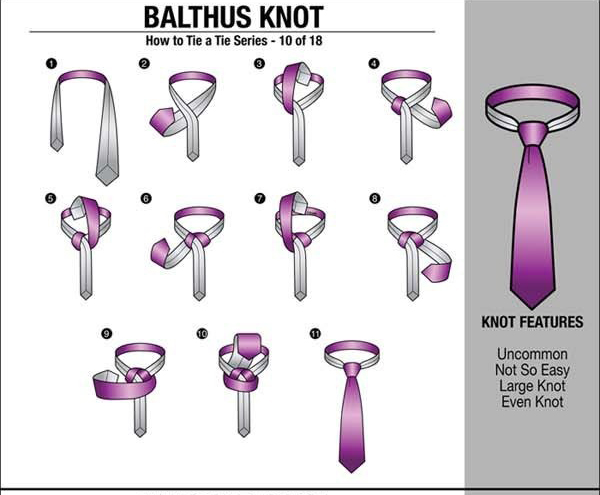 BALTHUS KNOT
How to Tie a Tie Series - 10 of 18
1
2
3
4
5
6
7
8
9
10
11
KNOT FEATURES
Uncommon
Not So Easy
Large Knot
Even Knot